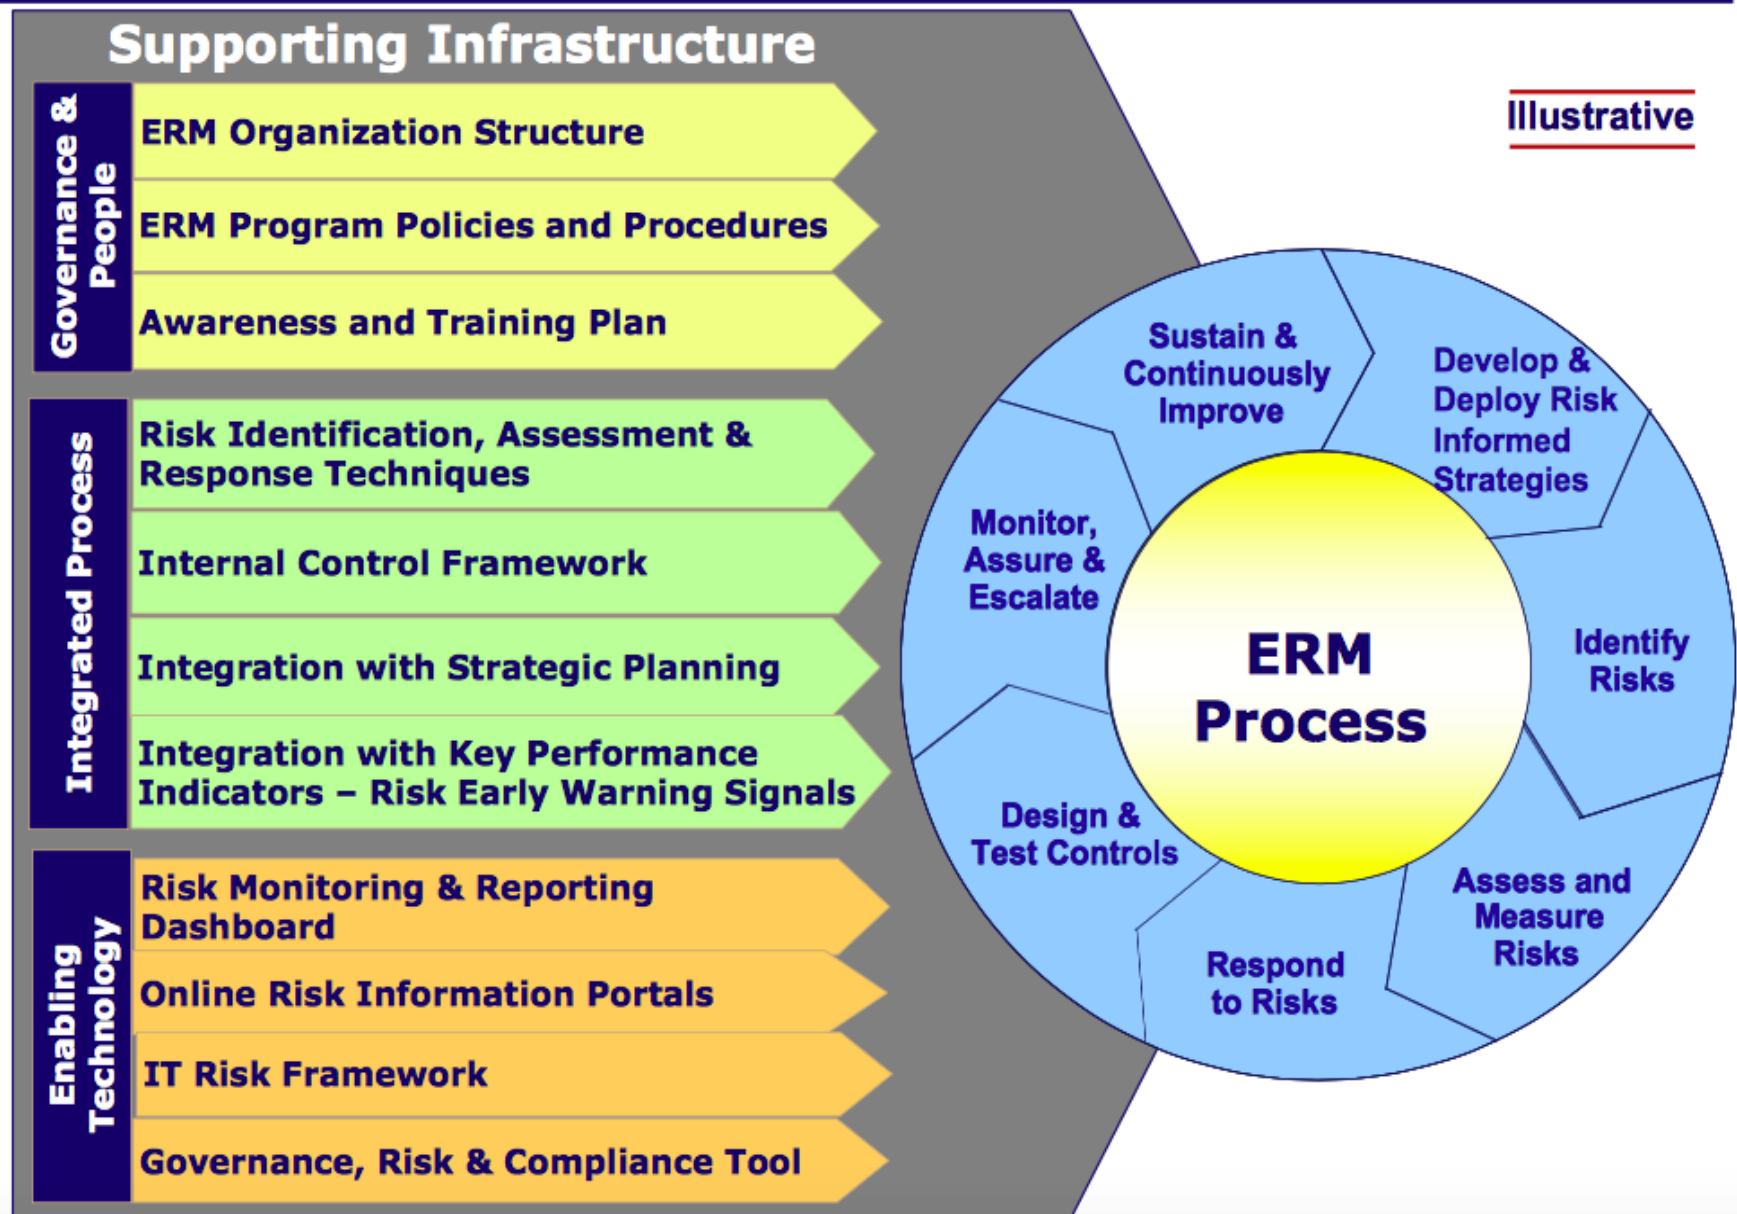 Supporting Infrastructure
Illustrative
Governance &
People
ERM Organization Structure
ERM Program Policies and Procedures
Awareness and Training Plan
Integrated Process
Risk Identification, Assessment &
Response Techniques
Internal Control Framework
Integration with Strategic Planning
Integration with Key Performance
Indicators – Risk Early Warning Signals
Enabling
Technology
Risk Monitoring & Reporting
Dashboard
Online Risk Information Portals
IT Risk Framework
Governance, Risk & Compliance Tool
ERM
Process
Develop &
Deploy Risk
Informed
Strategies
Identify
Risks
Assess and
Measure
Risks
Respond
to Risks
Design &
Test Controls
Monitor,
Assure &
Escalate
Sustain &
Continuously
Improve